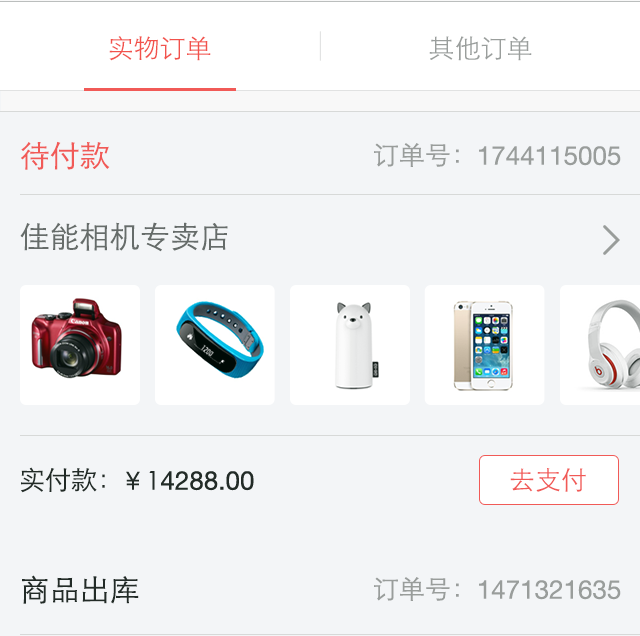 实物订单 其他订单
待付款 订单号：1744115005
佳能相机专卖店
Canon
1200
实付款：￥14288.00 去支付
商品出库 订单号：1471321635